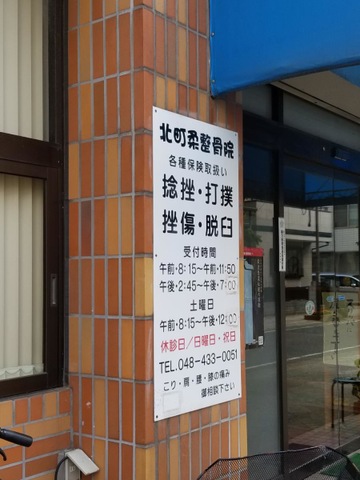 北町柔整骨院
各種保険取扱い
捻挫・打撲
挫傷・脱臼
受付時間
午前・8:15～午前・11:50
午後・2:45～午後・7:00
土曜日
午前・8:15～午後・12:00
休診日/日曜日・祝日
TEL.048-433-0051
こり・肩・腰・膝の痛み
御相談下さい